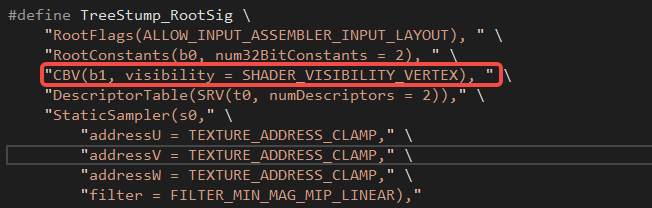 #define TreeStump_RootSig \
"RootFlags(ALLOW_INPUT_ASSEMBLER_INPUT_LAYOUT), " \
"RootConstants(b0, num32BitConstants = 2), " \
"CBV(b1, visibility = SHADER_VISIBILITY_VERTEX), " \
"DescriptorTable(SRV(t0, numDescriptors = 2))," \
"StaticSampler(s0," \
"addressU = TEXTURE_ADDRESS_CLAMP," \
"addressV = TEXTURE_ADDRESS_CLAMP," \
"addressW = TEXTURE_ADDRESS_CLAMP," \
"filter = FILTER_MIN_MAG_MIP_LINEAR),"